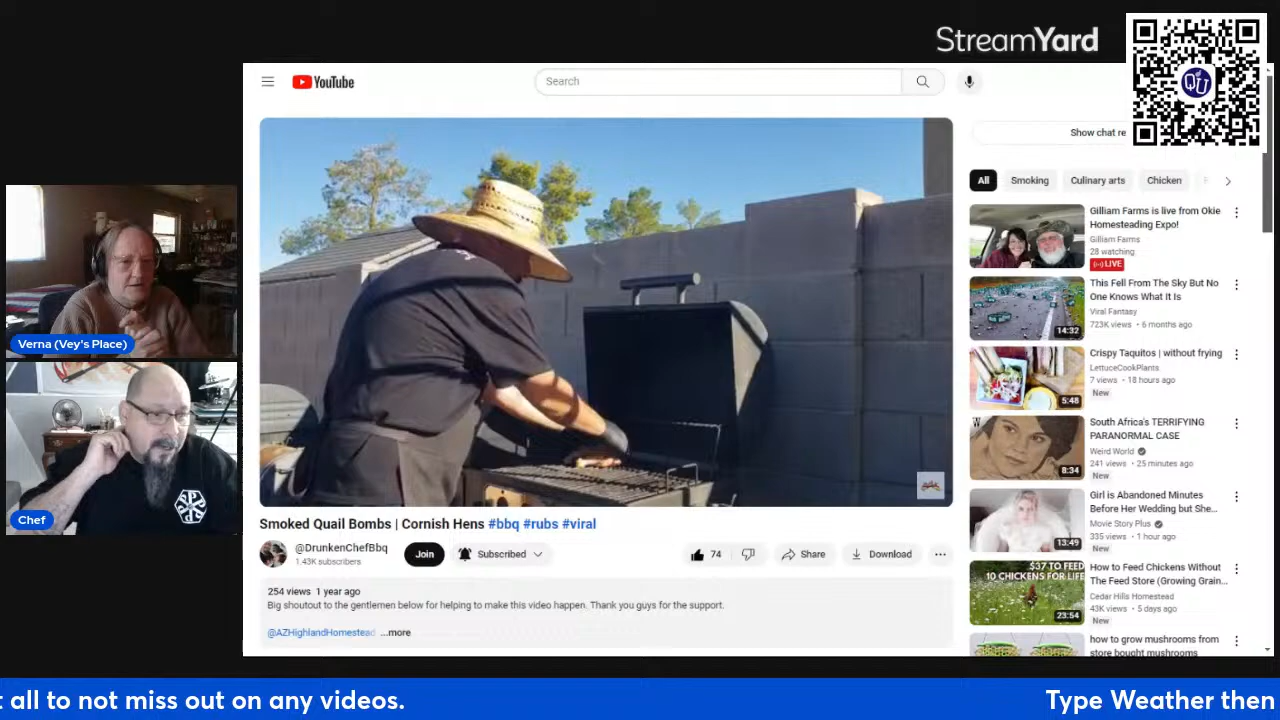 StreamYard
QU
YouTube
Search
Show chat re
All
Smoking
Culinary arts
Chicken
Gilliam Farms is live from Okie
Homesteading Expo!
Gilliam Farms
28 watching
LIVE
This Fell From The Sky But No
One Knows What It Is
Viral Fantasy
723K views • 6 months ago
14:32
Crispy Taquitos | without frying
LettuceCookPlants
7 views • 18 hours ago
New
5:48
South Africa's TERRIFYING
PARANORMAL CASE
Weird World
241 views • 25 minutes ago
New
8:34
Girl is Abandoned Minutes
Before Her Wedding but She...
Movie Story Plus
335 views • 1 hour ago
New
13:49
$37 TO FEED
10 CHICKENS FOR LIFE
23:54
How to Feed Chickens Without
The Feed Store (Growing Grain...
Cedar Hills Homestead
43K views • 5 days ago
New
how to grow mushrooms from
store bought mushrooms
Verna (Vey's Place)
Chef
Smoked Quail Bombs | Cornish Hens #bbq #rubs #viral
@DrunkenChefBbq
1.43K subscribers
Join
Subscribed
74
Share
Download
254 views 1 year ago
Big shoutout to the gentlemen below for helping to make this video happen. Thank you guys for the support.
@AZHighlandHomestead ...more
t all to not miss out on any videos.
Type Weather then